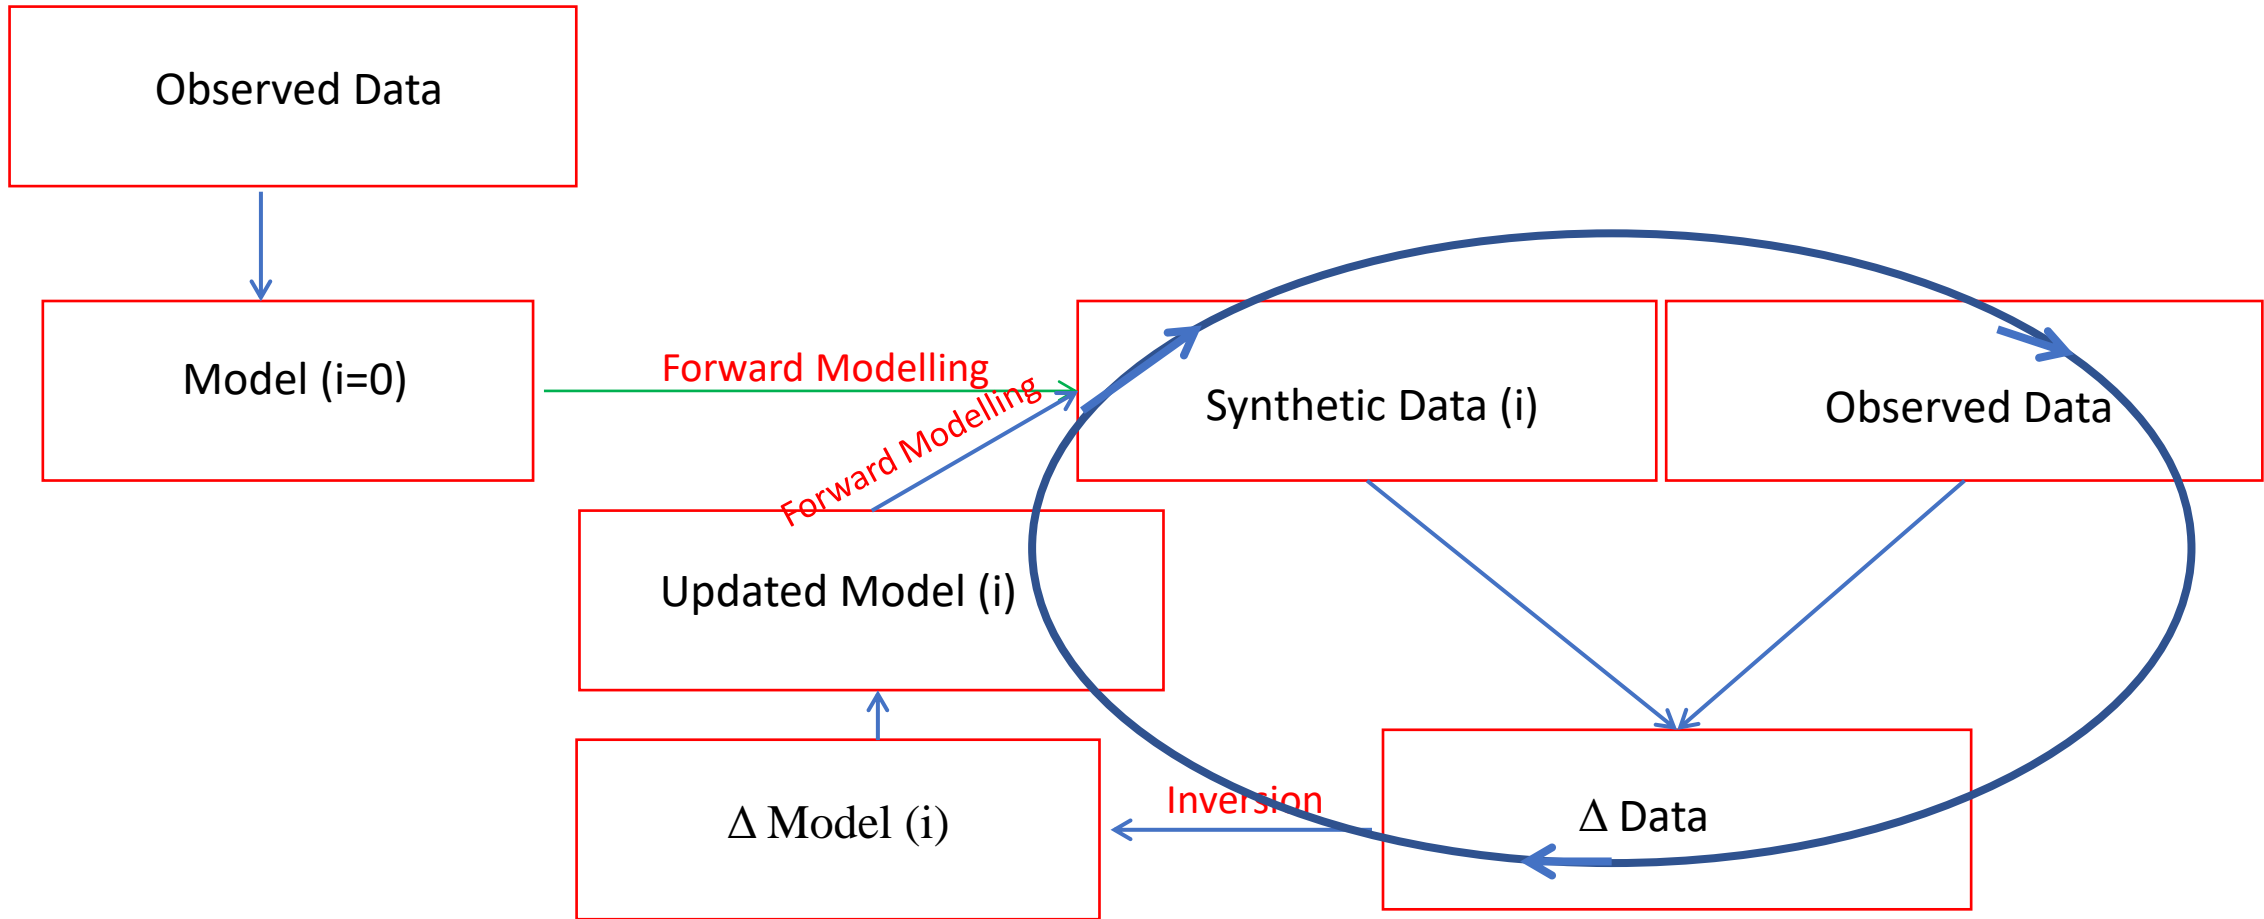 Observed Data
Model (i=0)
Forward Modelling
Forward Modelling
Synthetic Data (i)
Observed Data
Updated Model (i)
Δ Model (i)
Inversion
Δ Data